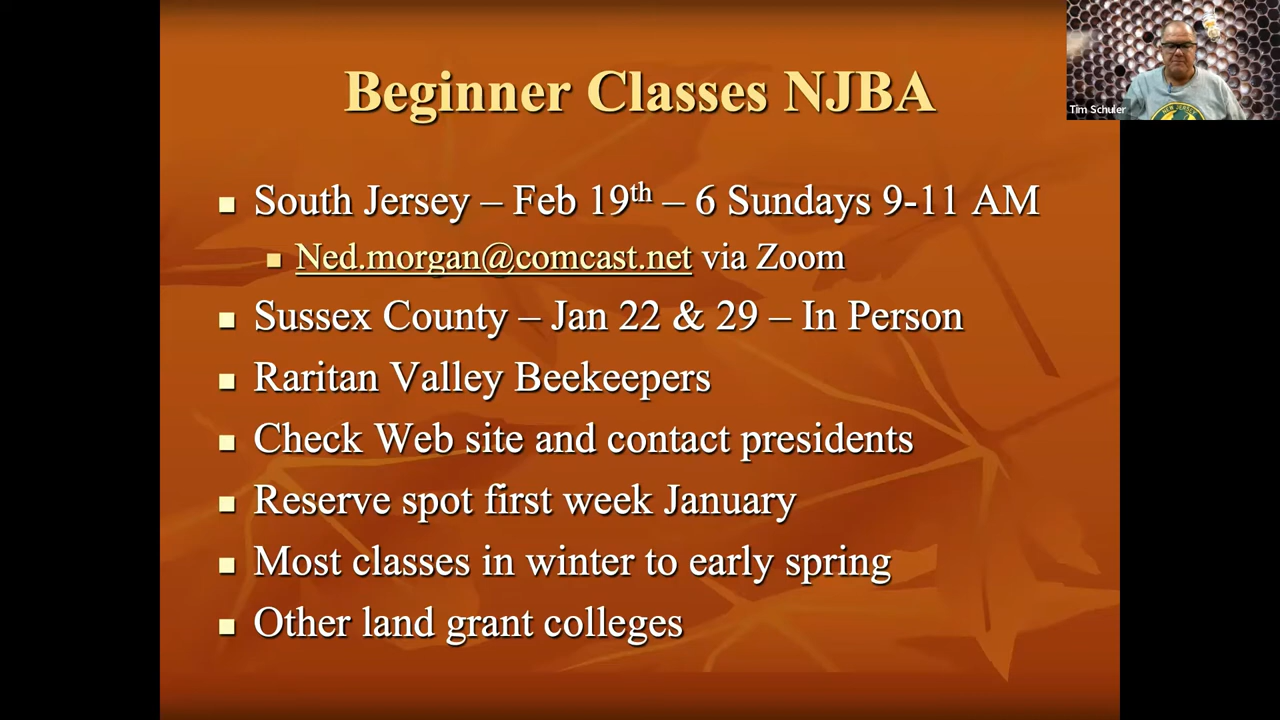 Beginner Classes NJBA
South Jersey – Feb 19th – 6 Sundays 9-11 AM
Ned.morgan@comcast.net via Zoom
Sussex County – Jan 22 & 29 – In Person
Raritan Valley Beekeepers
Check Web site and contact presidents
Reserve spot first week January
Most classes in winter to early spring
Other land grant colleges
Tim Schuler
NEW JERSEY